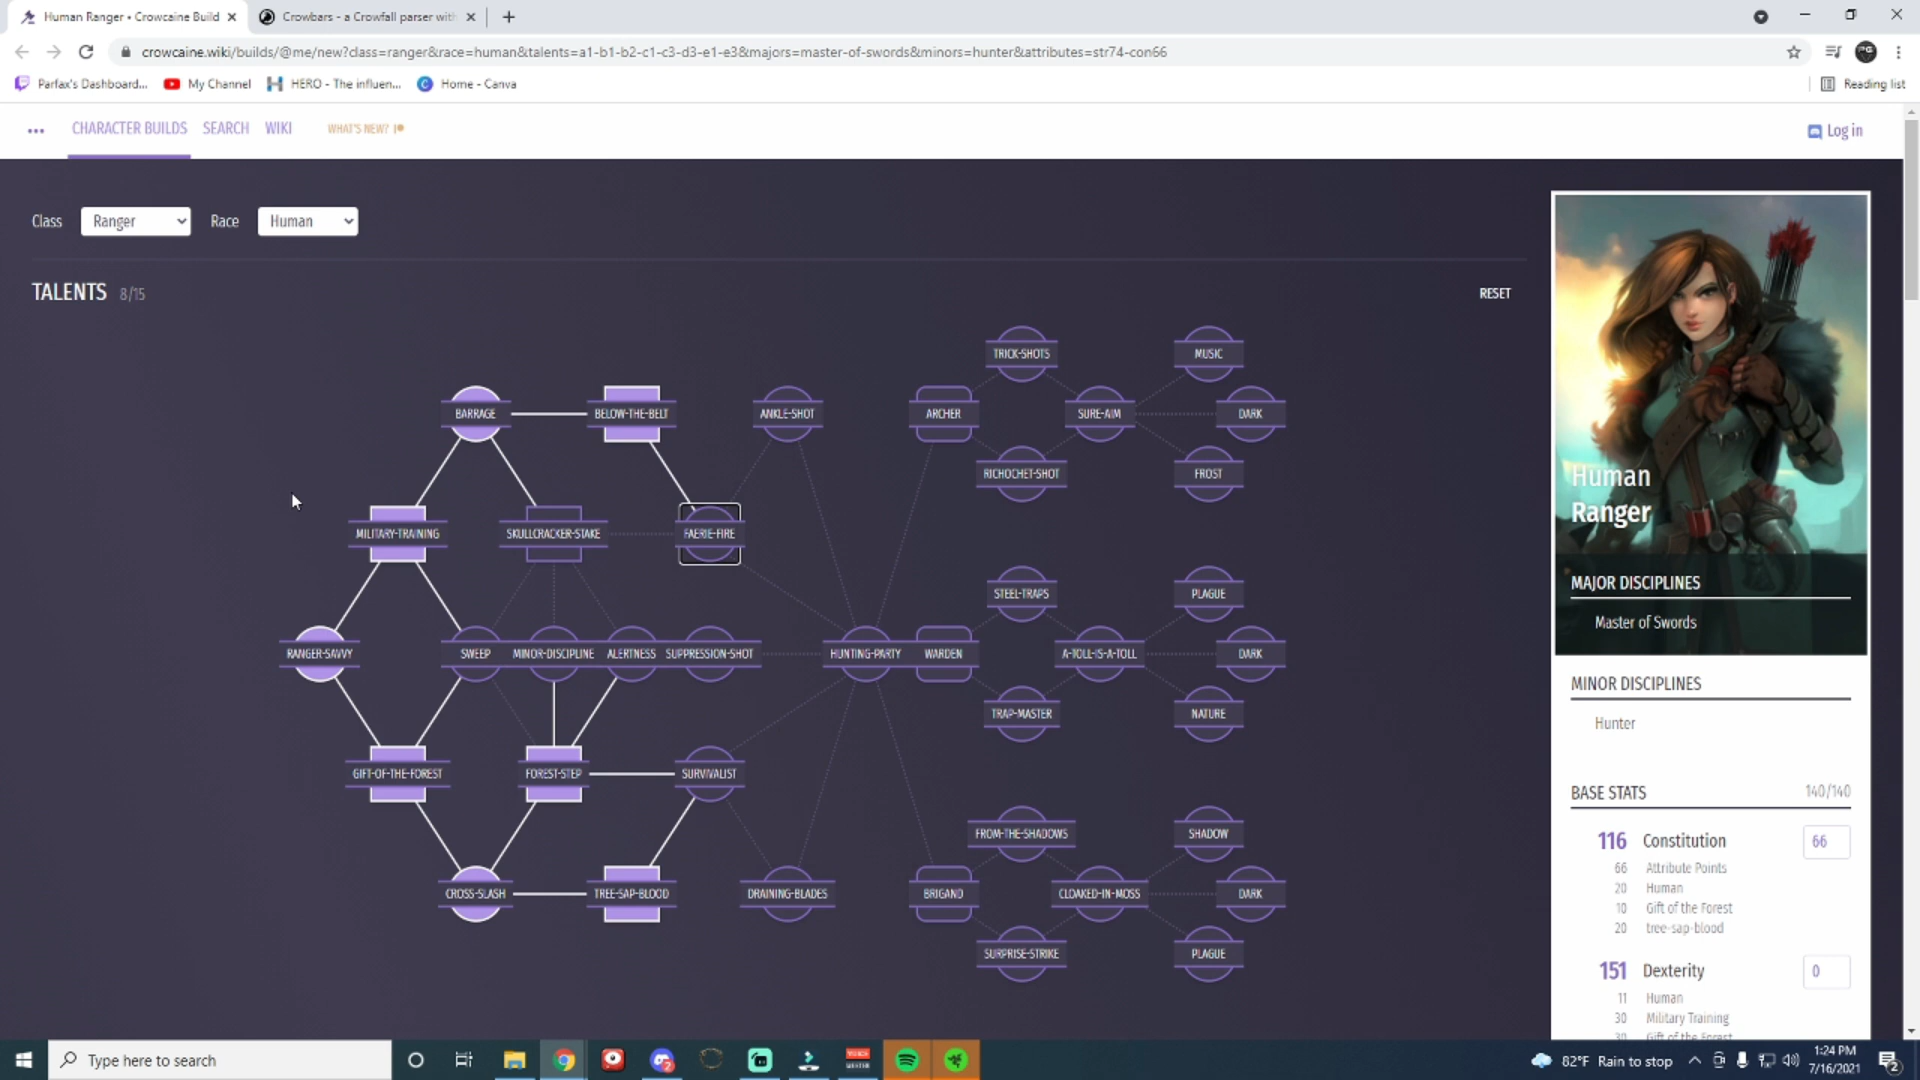 Human Ranger • Crowcaine Build
Crowbars - a Crowfall parser with
crowcaine.wiki/builds/@me/new?class=ranger&race=human&talents=a1-b1-b2-c1-c3-d3-e1-e3&majors=master-of-swords&minors=hunter&attributes=str74-con66
Parfax's Dashboard... My Channel HERO - The influen... Home - Canva Reading list
CHARACTER BUILDS SEARCH WIKI WHAT'S NEW? Log in
Class Ranger Race Human
TALENTS 8/15 RESET
TRICK-SHOTS MUSIC
BARRAGE BELOW-THE-BELT ANKLE-SHOT ARCHER SURE-AIM DARK
RICHOCHET-SHOT FROST
MILITARY-TRAINING SKULLCRACKER-STAKE FAERIE-FIRE
STEEL-TRAPS PLAGUE
RANGER-SAVVY SWEEP MINOR-DISCIPLINE ALERTNESS SUPPRESSION-SHOT HUNTING-PARTY WARDEN A-TOLL-IS-A-TOLL DARK
TRAP-MASTER NATURE
GIFT-OF-THE-FOREST FOREST-STEP SURVIVALIST
FROM-THE-SHADOWS SHADOW
CROSS-SLASH TREE-SAP-BLOOD DRAINING-BLADES BRIGAND CLOAKED-IN-MOSS DARK
SURPRISE-STRIKE PLAGUE
Human
Ranger
MAJOR DISCIPLINES
Master of Swords
MINOR DISCIPLINES
Hunter
BASE STATS 140/140
116 Constitution 66
66 Attribute Points
20 Human
10 Gift of the Forest
20 tree-sap-blood
151 Dexterity 0
11 Human
30 Military Training
30 Gift of the Forest
Type here to search
82°F Rain to stop
1:24 PM
7/16/2021
2